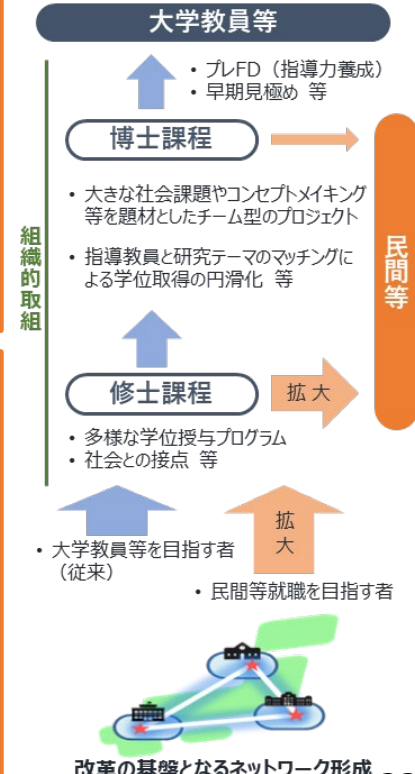 大学教員等
• プレFD（指導力養成）
• 早期見極め 等
博士課程
• 大きな社会課題やコンセプトメイキング
等を題材としたチーム型のプロジェクト
• 指導教員と研究テーマのマッチングに
よる学位取得の円滑化 等
組織的取組
民間等
修士課程
拡大
• 多様な学位授与プログラム
• 社会との接点 等
• 大学教員等を目指す者
（従来）
拡
大
• 民間等就職を目指す者
改革の基盤となるネットワーク形成